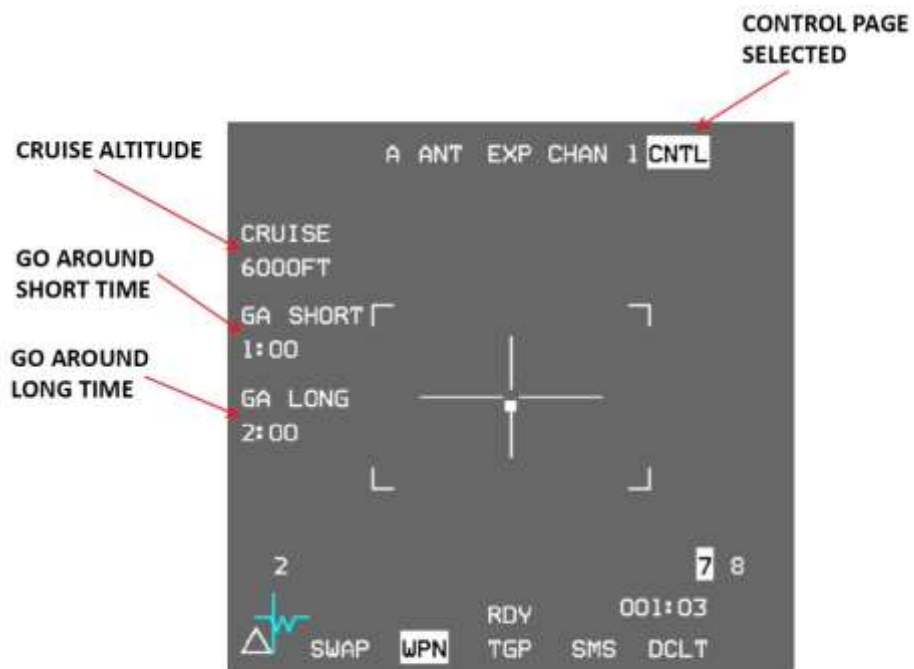 CONTROL PAGE
SELECTED
CRUISE ALTITUDE
A ANT EXP CHAN 1 CNTL
CRUISE
6000FT
GO AROUND
SHORT TIME
GA SHORT
1:00
GO AROUND
LONG TIME
GA LONG
2:00
2
7 8
RDY 001:03
SWAP WPN TGP SMS DCLT